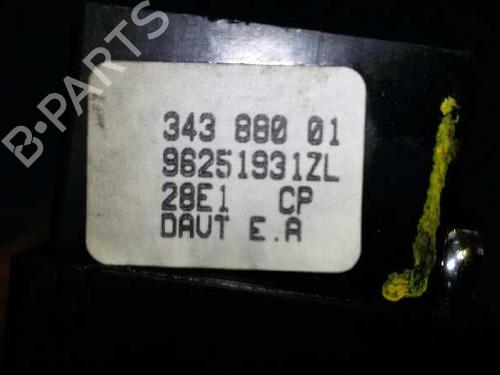 B-PARTS
343 880 01
96251931ZL
28E1 CP
DAVT E.A